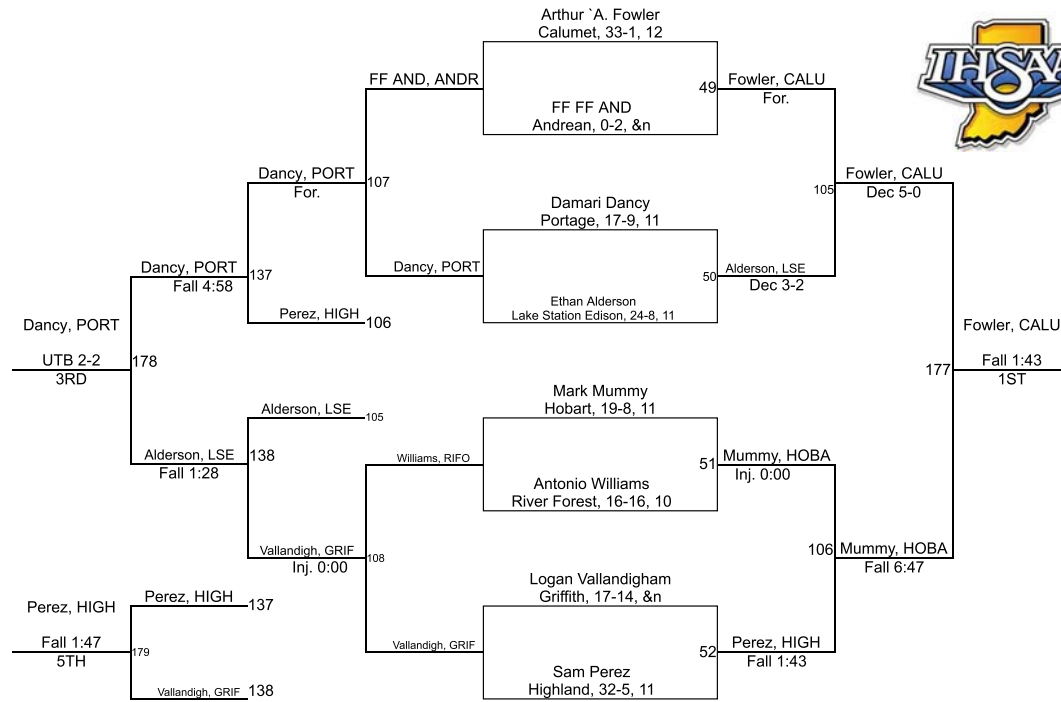 Arthur `A. Fowler
Calumet, 33-1, 12
FF AND, ANDR
49
Fowler, CALU
For.
FF FF AND
Andrean, 0-2, &n
IHSAA
Dancy, PORT
For.
107
105
Fowler, CALU
Dec 5-0
Damari Dancy
Portage, 17-9, 11
Dancy, PORT
Fall 4:58
137
Dancy, PORT
50
Alderson, LSE
Dec 3-2
Ethan Alderson
Lake Station Edison, 24-8, 11
Perez, HIGH
106
Dancy, PORT
UTB 2-2
3RD
178
Fowler, CALU
177
Fall 1:43
1ST
Mark Mummy
Hobart, 19-8, 11
Alderson, LSE
105
Alderson, LSE
Fall 1:28
138
Williams, RIFO
51
Mummy, HOBA
Inj. 0:00
Antonio Williams
River Forest, 16-16, 10
Vallandigh, GRIF
Inj. 0:00
108
106
Mummy, HOBA
Fall 6:47
Logan Vallandigham
Griffith, 17-14, &n
Perez, HIGH
Fall 1:47
5TH
Perez, HIGH
137
179
Vallandigh, GRIF
138
Vallandigh, GRIF
52
Perez, HIGH
Fall 1:43
Sam Perez
Highland, 32-5, 11